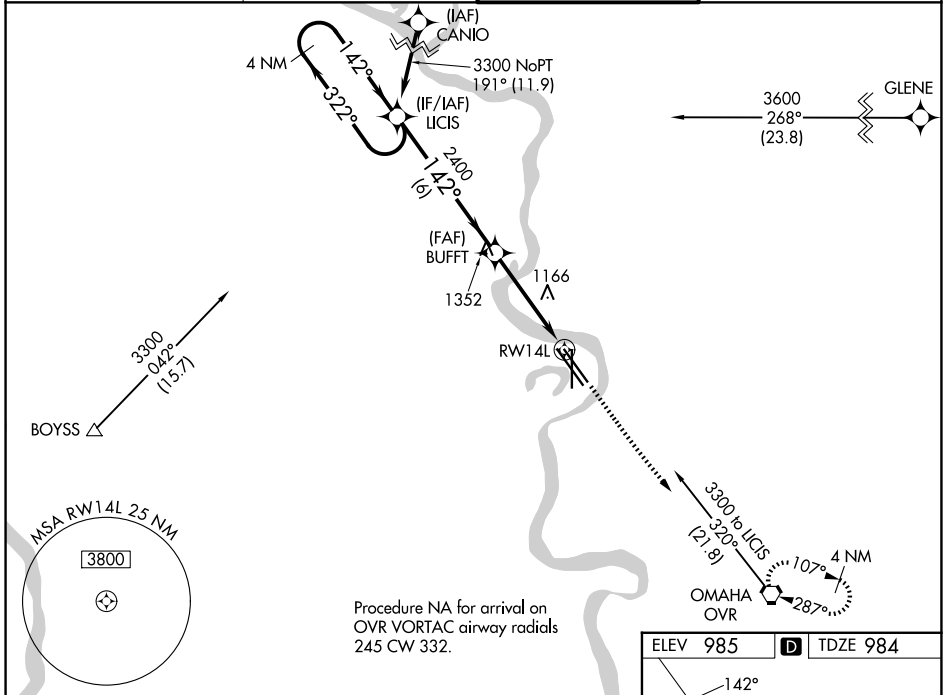 (IAF)
CANIO
4 NM
142°
322°
3300 NoPT
191° (11.9)
(IF/IAF)
LICIS
GLENE
3600
268°
(23.8)
2400
142°
(6)
(FAF)
BUFFT
1352
1166
RW14L
3300
042°
(15.7)
BOYSS
MSA RW14L 25 NM
3800
3300 to LICIS
320°
(21.8)
107°
4 NM
287°
OMAHA
OVR
Procedure NA for arrival on
OVR VORTAC airway radials
245 CW 332.
ELEV 985 D TDZE 984
142°